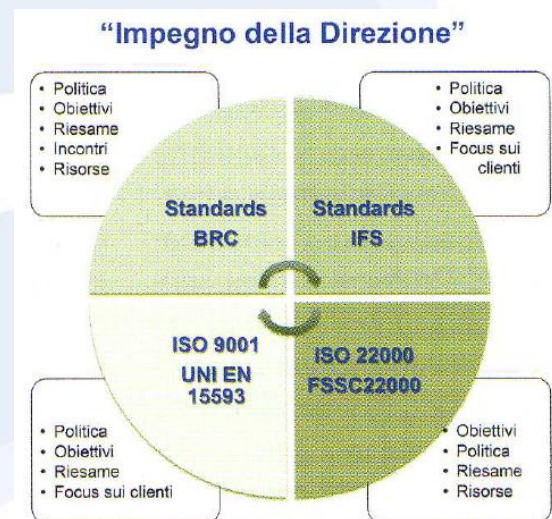 “Impegno della Direzione”
• Politica
• Obiettivi
• Riesame
• Incontri
• Risorse
• Politica
• Obiettivi
• Riesame
• Focus sui
clienti
Standards
BRC
Standards
IFS
ISO 9001
UNI EN
15593
ISO 22000
FSSC22000
• Politica
• Obiettivi
• Riesame
• Focus sui clienti
• Obiettivi
• Politica
• Riesame
• Risorse